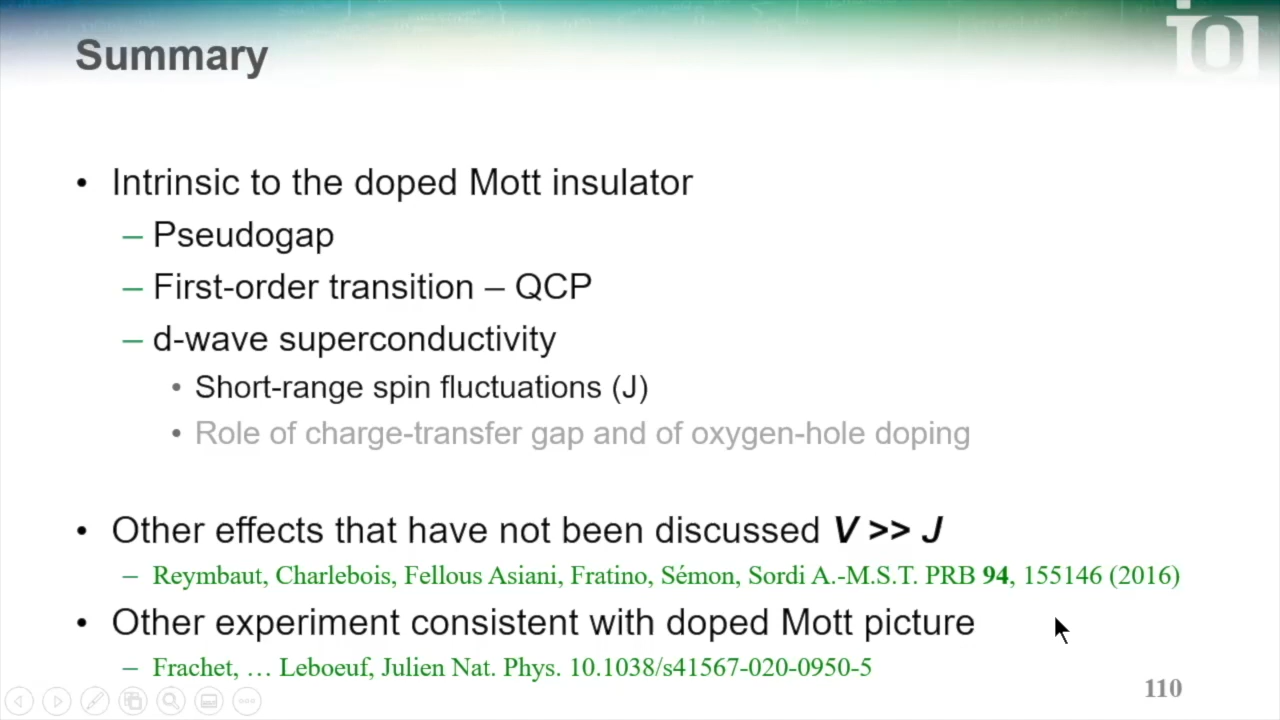 Summary
• Intrinsic to the doped Mott insulator
– Pseudogap
– First-order transition – QCP
– d-wave superconductivity
• Short-range spin fluctuations (J)
• Role of charge-transfer gap and of oxygen-hole doping
• Other effects that have not been discussed V >> J
– Reymbaut, Charlebois, Fellous Asiani, Fratino, Sémon, Sordi A.-M.S.T. PRB 94, 155146 (2016)
• Other experiment consistent with doped Mott picture
– Frachet, … Leboeuf, Julien Nat. Phys. 10.1038/s41567-020-0950-5
110